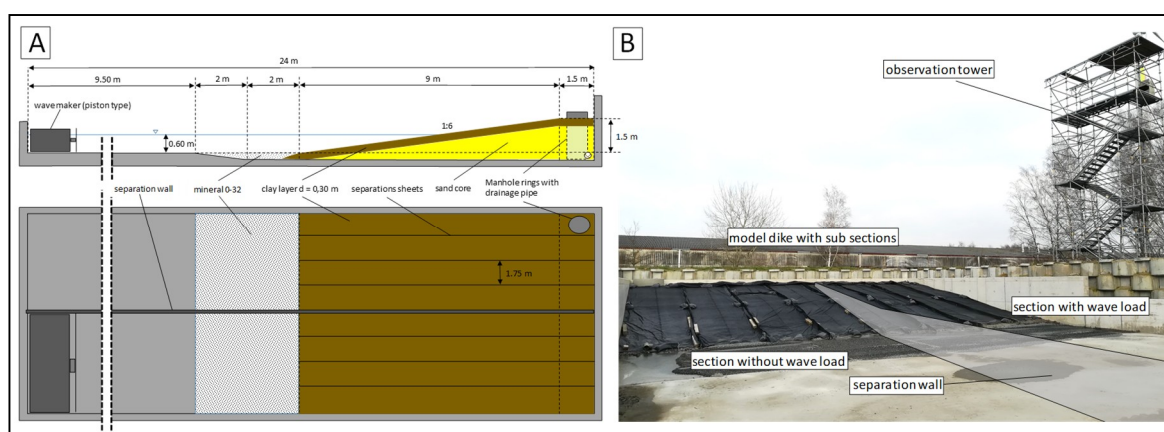 A
24 m
9.50 m
2 m
2 m
9 m
1.5 m
wave maker (piston type)
0.60 m
1:6
1.5 m
separation wall
mineral 0-32
clay layer d = 0,30 m
separations sheets
sand core
Manhole rings with
drainage pipe
1.75 m
B
observation tower
model dike with sub sections
section with wave load
section without wave load
separation wall